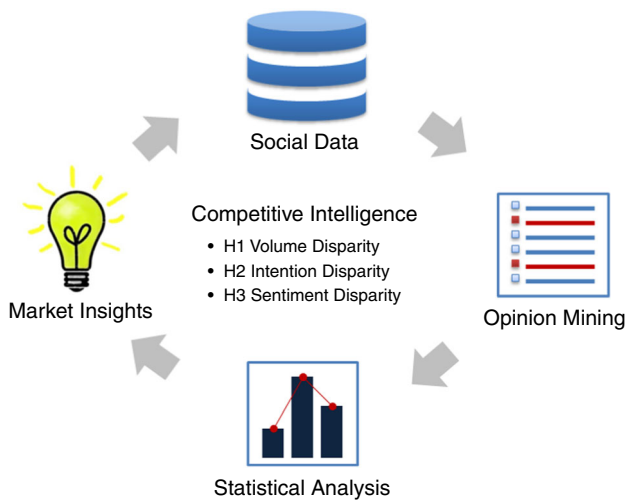 Social Data
Competitive Intelligence
• H1 Volume Disparity
• H2 Intention Disparity
• H3 Sentiment Disparity
Market Insights
Opinion Mining
Statistical Analysis